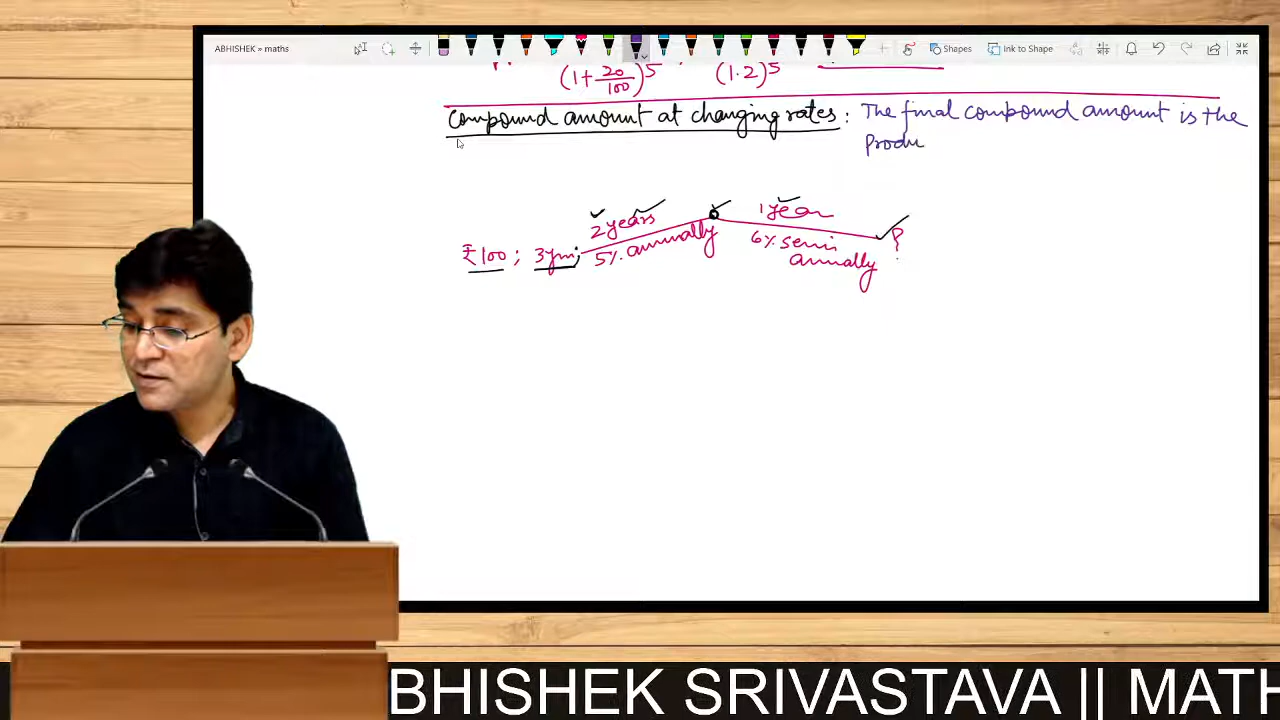 ABHISHEK » maths
Shapes
Ink to Shape
(1+20/100)^5
(1.2)^5
Compound amount at changing rates : The final compound amount is the
Produ
2 years
1 year
₹100 ;
5% annually
6% semi
annually
?
BHISHEK SRIVASTAVA || MATH